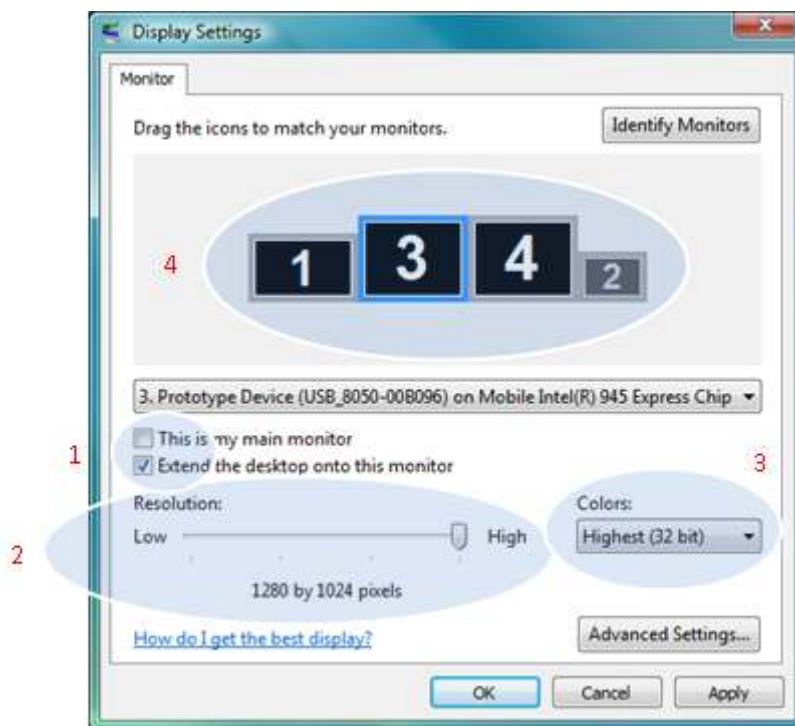 Display Settings
Monitor
Drag the icons to match your monitors.
Identify Monitors
4
1
3
4
2
3. Prototype Device (USB_8050-00B096) on Mobile Intel(R) 945 Express Chip
1
This is my main monitor
Extend the desktop onto this monitor
3
Resolution:
Colors:
Low
High
Highest (32 bit)
2
1280 by 1024 pixels
How do I get the best display?
Advanced Settings...
OK
Cancel
Apply